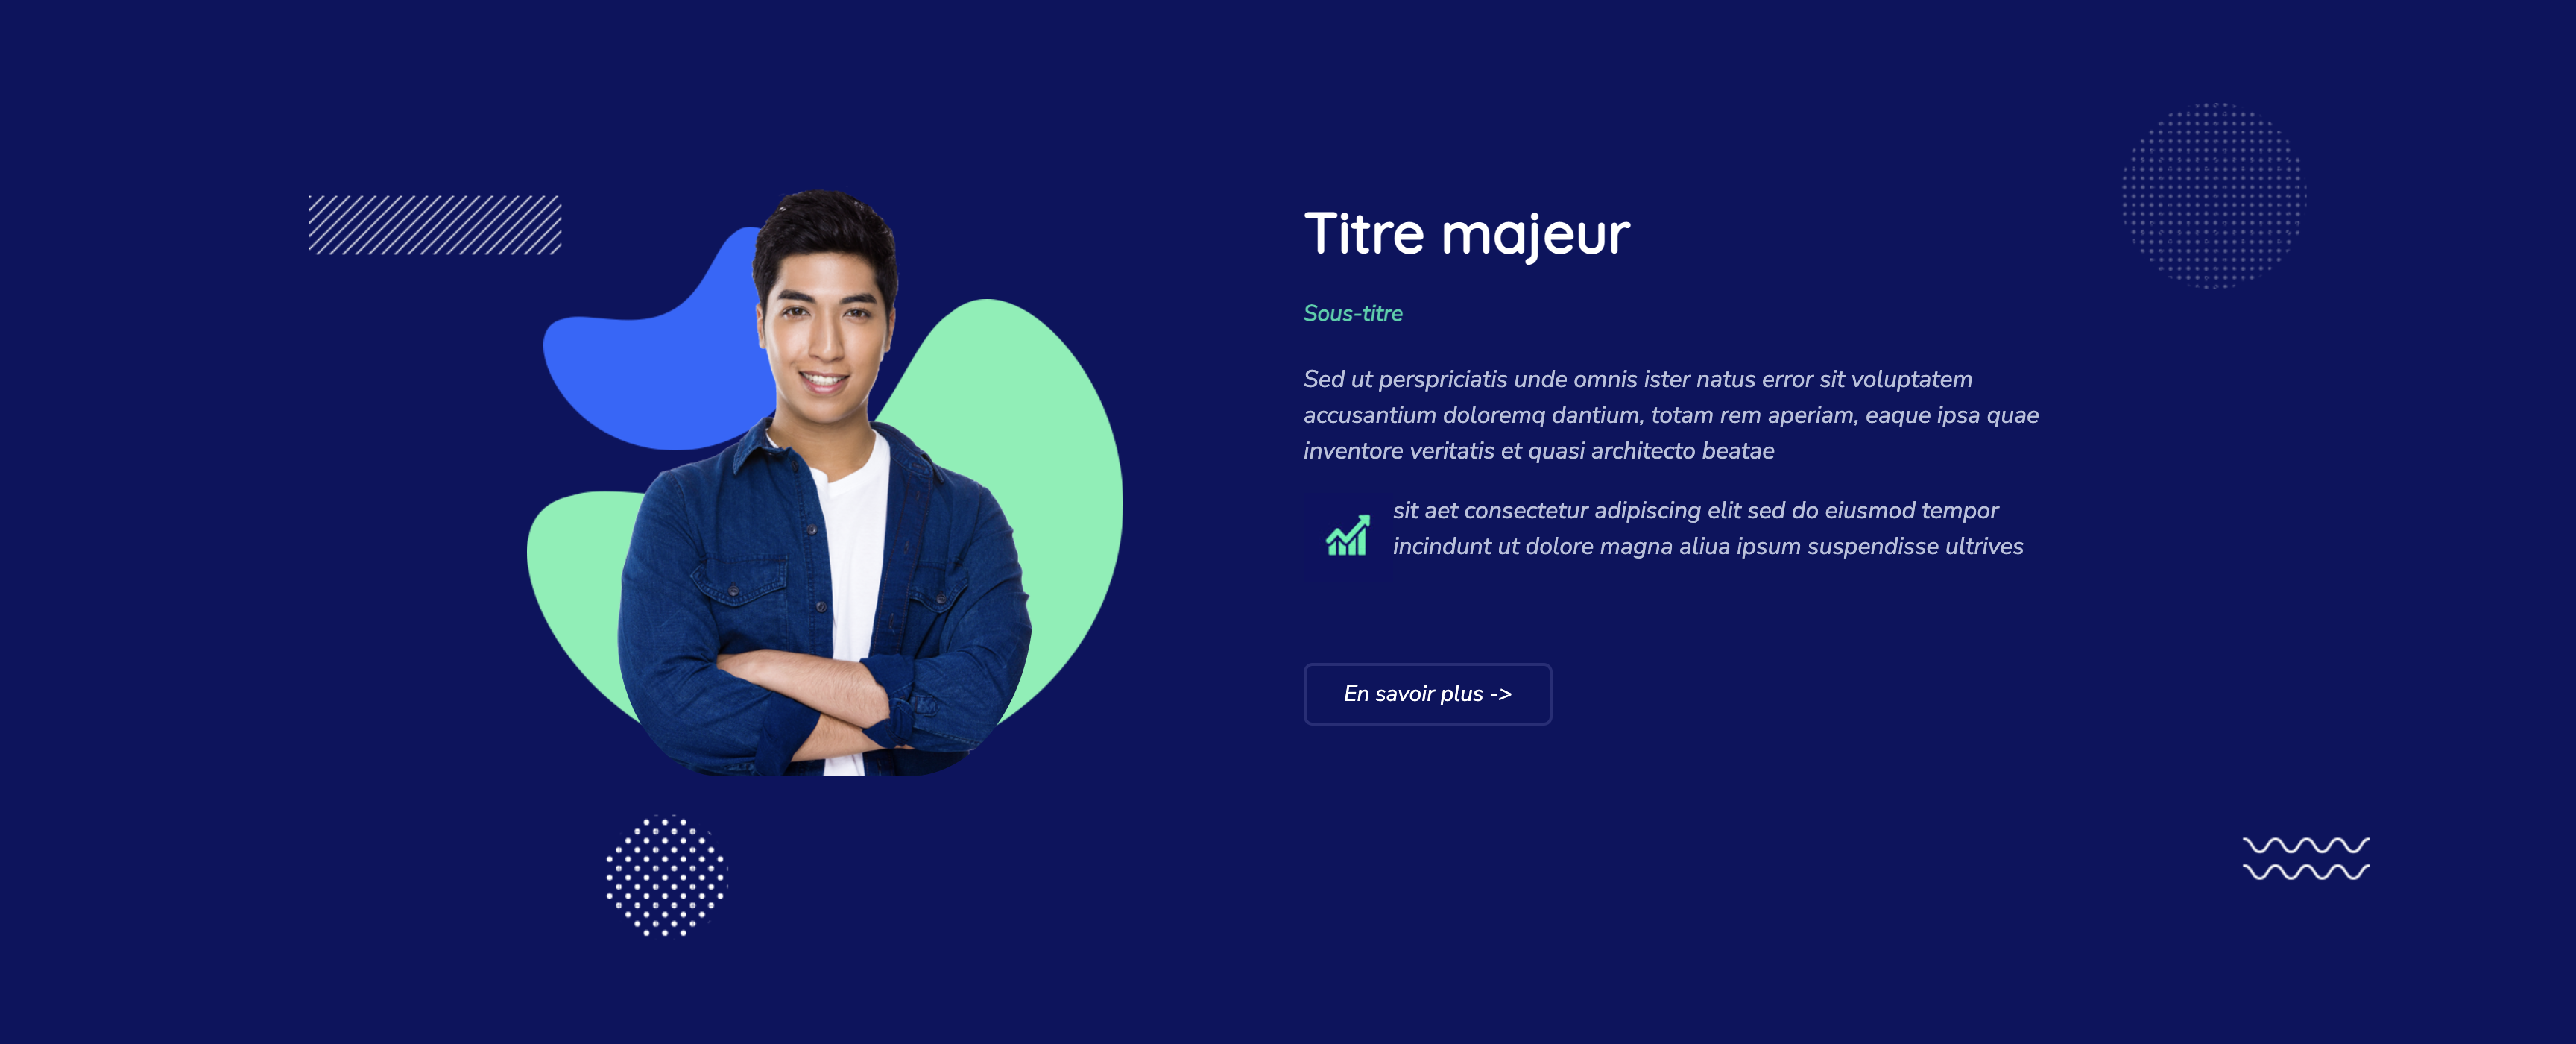 Titre majeur
Sous-titre
Sed ut perspriciatis unde omnis ister natus error sit voluptatem
accusantium doloremq dantium, totam rem aperiam, eaque ipsa quae
inventore veritatis et quasi architecto beatae
sit aet consectetur adipiscing elit sed do eiusmod tempor
incindunt ut dolore magna aliua ipsum suspendisse ultrives
En savoir plus ->